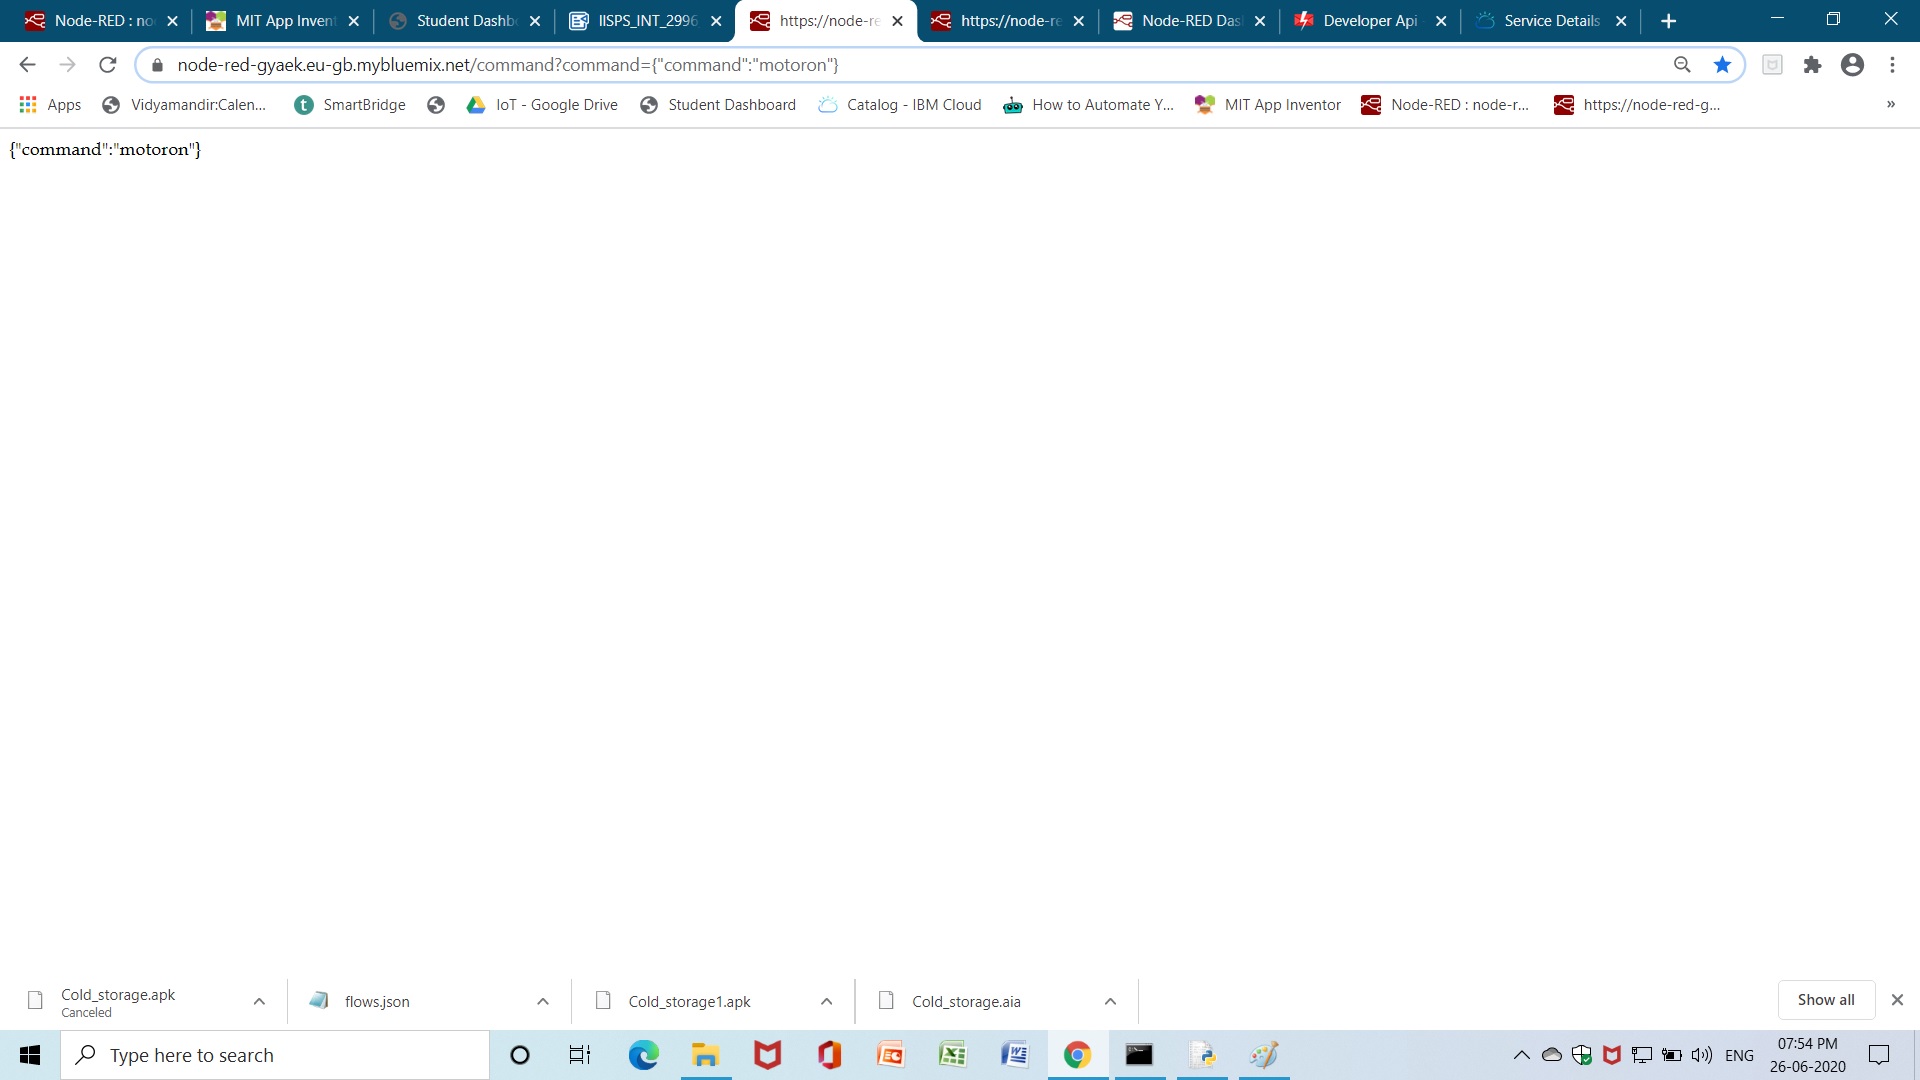 Node-RED : no
MIT App Invent
Student Dashb
IISPS_INT_2996
https://node-re
https://node-re
Node-RED Das
Developer Api
Service Details
node-red-gyaek.eu-gb.mybluemix.net/command?command={"command":"motoron"}
Apps
Vidyamandir:Calen...
SmartBridge
IoT - Google Drive
Student Dashboard
Catalog - IBM Cloud
How to Automate Y...
MIT App Inventor
Node-RED : node-r...
https://node-red-g...
»
{"command":"motoron"}
Cold_storage.apk
Canceled
flows.json
Cold_storage1.apk
Cold_storage.aia
Show all
Type here to search
ENG
07:54 PM
26-06-2020